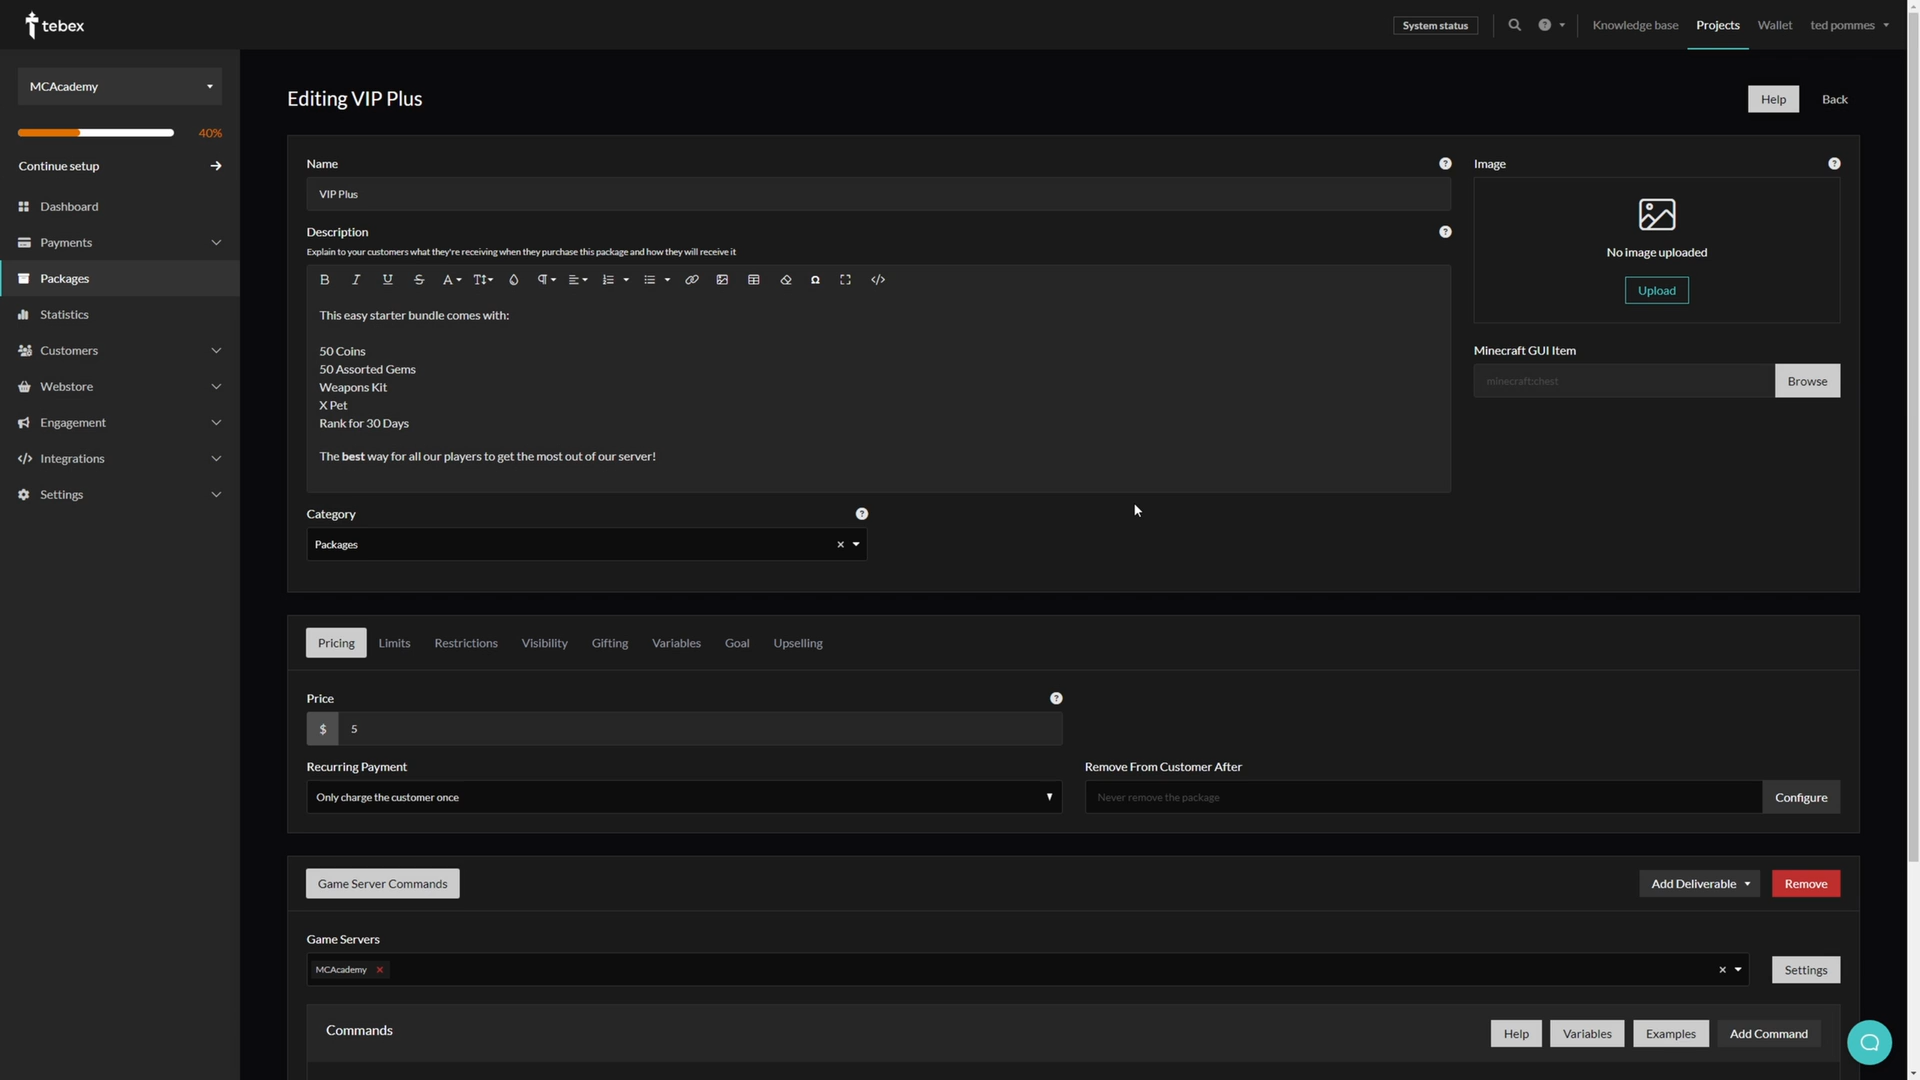 tebex
System status
Knowledge base
Projects
Wallet
ted pommes
MCAcademy
40%
Continue setup
Dashboard
Payments
Packages
Statistics
Customers
Webstore
Engagement
Integrations
Settings
Editing VIP Plus
Help
Back
Name
VIP Plus
Description
Explain to your customers what they're receiving when they purchase this package and how they will receive it
This easy starter bundle comes with:
50 Coins
50 Assorted Gems
Weapons Kit
X Pet
Rank for 30 Days
The best way for all our players to get the most out of our server!
Category
Packages
Image
No image uploaded
Upload
Minecraft GUI Item
minecraft:chest
Browse
Pricing
Limits
Restrictions
Visibility
Gifting
Variables
Goal
Upselling
Price
$ 5
Recurring Payment
Only charge the customer once
Remove From Customer After
Never remove the package
Configure
Game Server Commands
Add Deliverable
Remove
Game Servers
MCAcademy
Settings
Commands
Help
Variables
Examples
Add Command